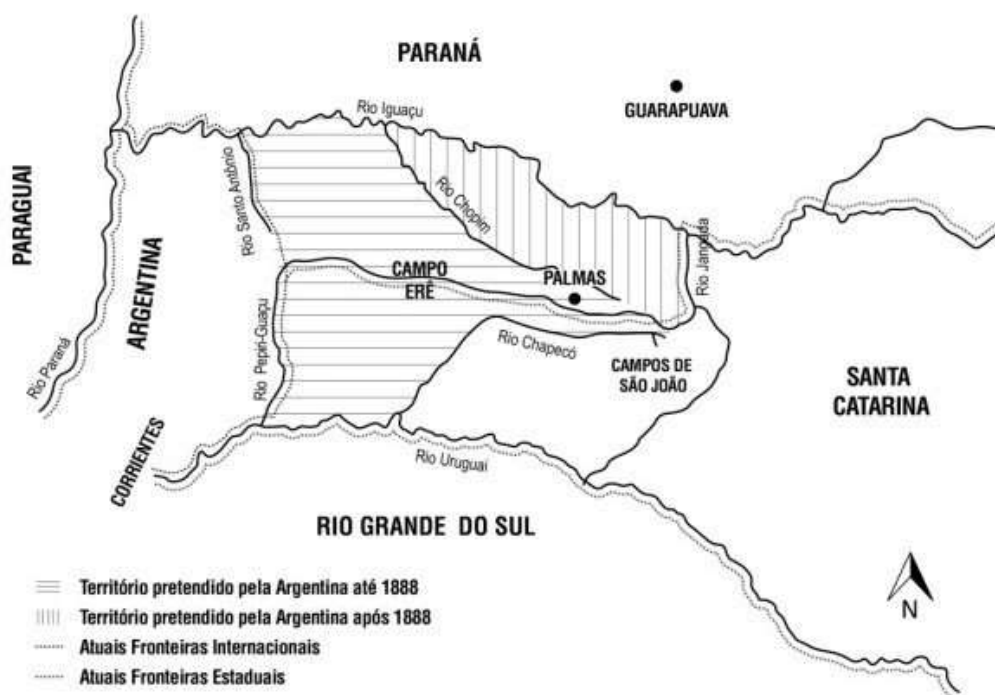 PARANÁ
GUARAPUAVA
Rio Iguaçu
PARAGUAI
ARGENTINA
Rio Santo Antônio
Rio Chopim
Rio Jangada
CAMPO
ERÊ
PALMAS
Rio Paraná
Rio Pepiri-Guaçu
Rio Chapecó
CAMPOS DE
SÃO JOÃO
SANTA
CATARINA
CORRIENTES
Rio Uruguai
RIO GRANDE DO SUL
N
Território pretendido pela Argentina até 1888
Território pretendido pela Argentina após 1888
Atuais Fronteiras Internacionais
Atuais Fronteiras Estaduais